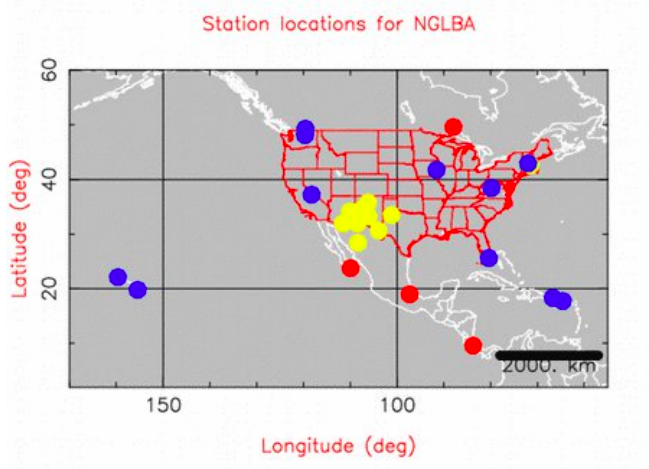 Station locations for NGLBA
60
40
20
Latitude (deg)
2000. km
150
100
Longitude (deg)